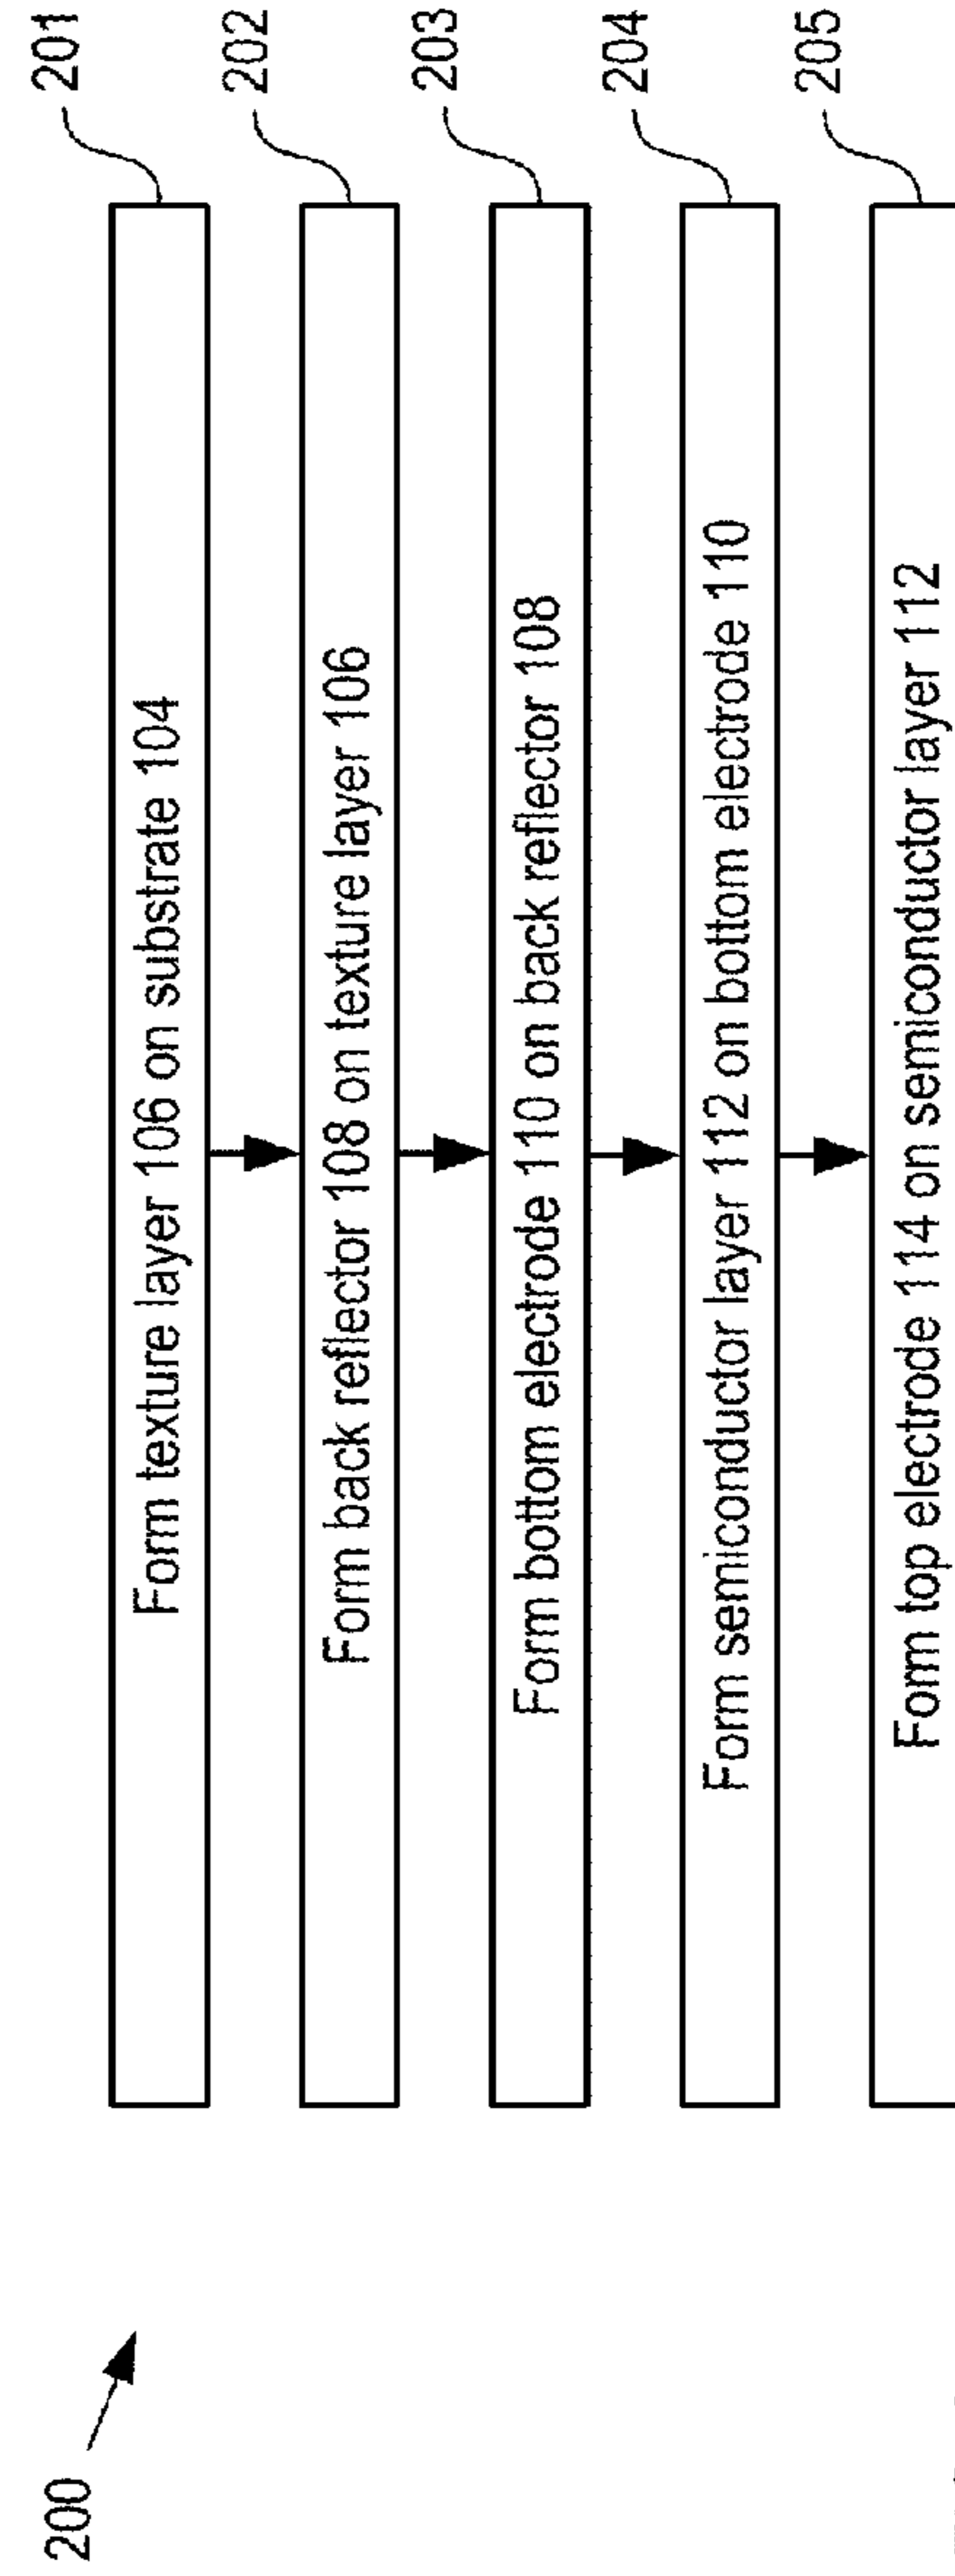 200
Form texture layer 106 on substrate 104
201
Form back reflector 108 on texture layer 106
202
Form bottom electrode 110 on back reflector 108
203
Form semiconductor layer 112 on bottom electrode 110
204
Form top electrode 114 on semiconductor layer 112
205